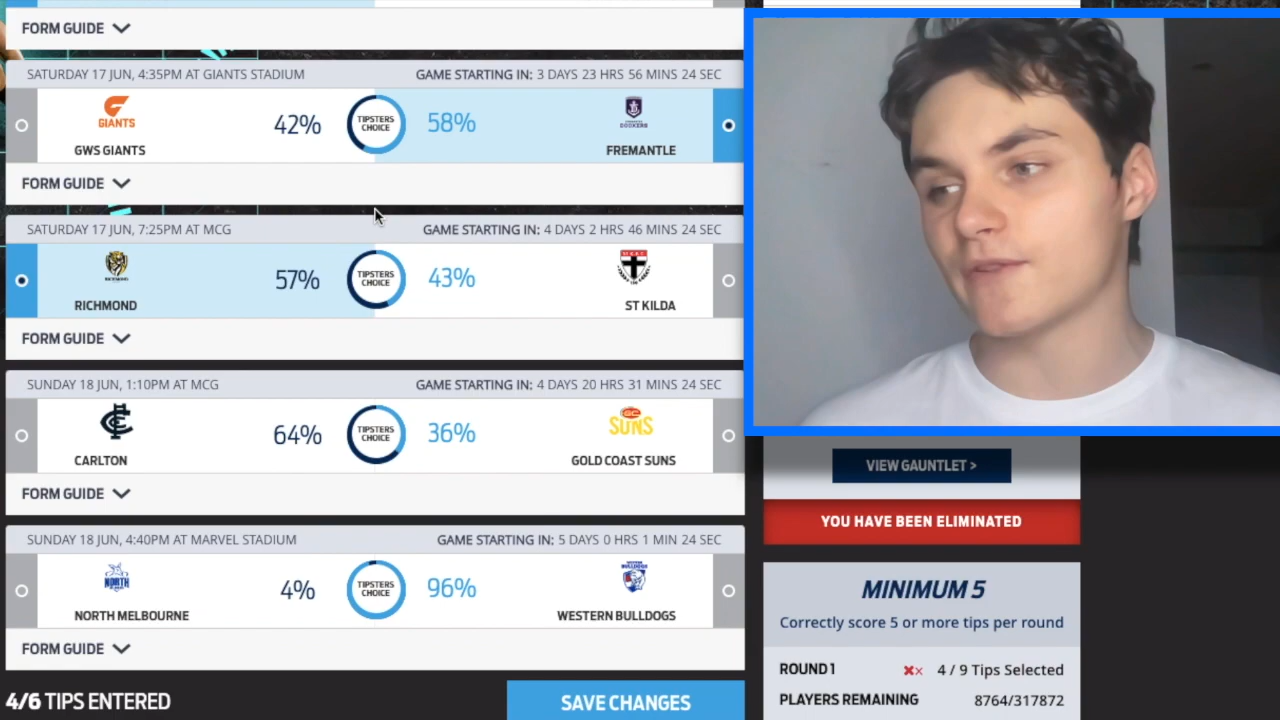 FORM GUIDE
SATURDAY 17 JUN, 4:35PM AT GIANTS STADIUM GAME STARTING IN: 3 DAYS 23 HRS 56 MINS 24 SEC
GIANTS
42% TIPSTERS CHOICE 58%
GWS GIANTS FREMANTLE
FORM GUIDE
SATURDAY 17 JUN, 7:25PM AT MCG GAME STARTING IN: 4 DAYS 2 HRS 46 MINS 24 SEC
57% TIPSTERS CHOICE 43%
RICHMOND ST KILDA
FORM GUIDE
SUNDAY 18 JUN, 1:10PM AT MCG GAME STARTING IN: 4 DAYS 20 HRS 31 MINS 24 SEC
GC SUNS
64% TIPSTERS CHOICE 36%
CARLTON GOLD COAST SUNS
FORM GUIDE
SUNDAY 18 JUN, 4:40PM AT MARVEL STADIUM GAME STARTING IN: 5 DAYS 0 HRS 1 MIN 24 SEC
NORTH
4% TIPSTERS CHOICE 96%
NORTH MELBOURNE WESTERN BULLDOGS
FORM GUIDE
4/6 TIPS ENTERED SAVE CHANGES
VIEW GAUNTLET >
YOU HAVE BEEN ELIMINATED
MINIMUM 5
Correctly score 5 or more tips per round
ROUND 1 4 / 9 Tips Selected
PLAYERS REMAINING 8764/317872